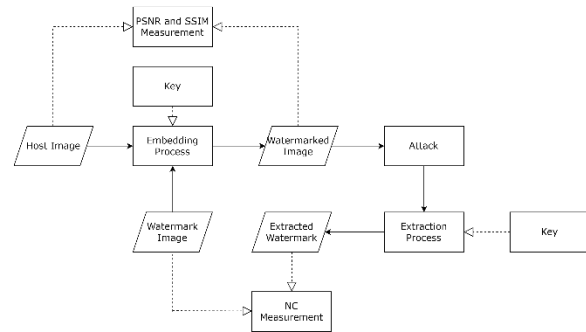 PSNR and SSIM
Measurement
Key
Host Image
Embedding
Process
Watermarked
Image
Attack
Watermark
Image
Extracted
Watermark
Extraction
Process
Key
NC
Measurement